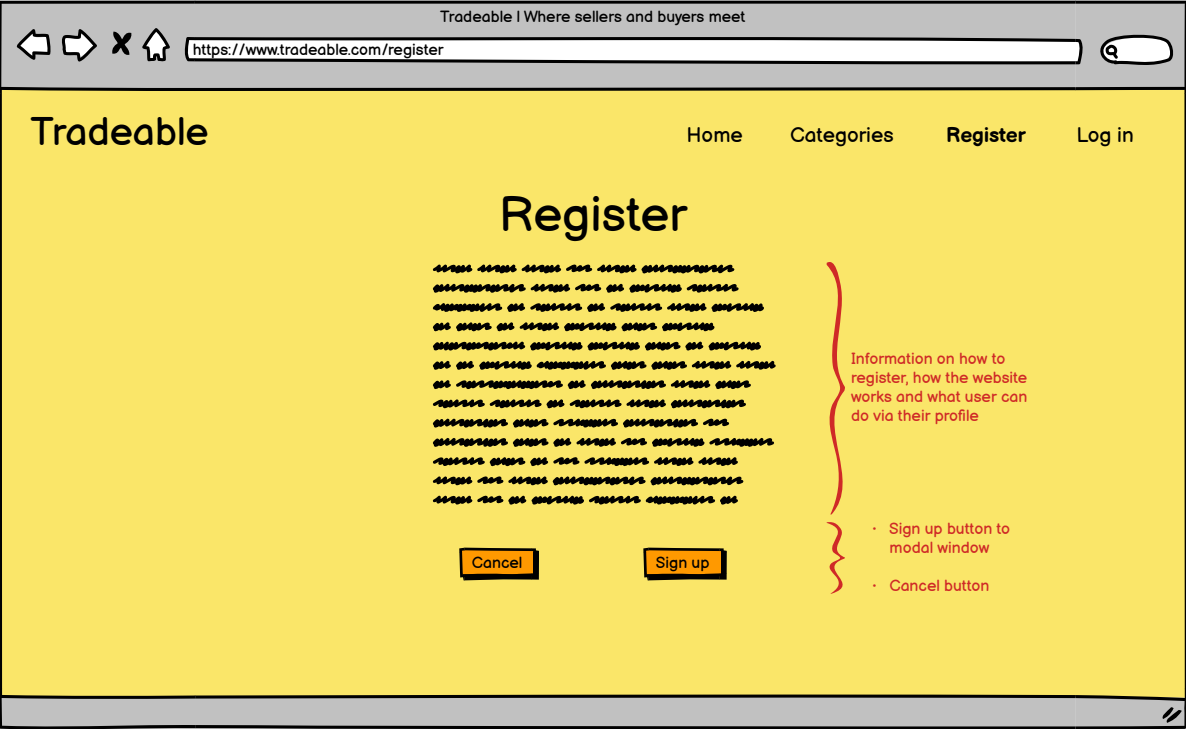 Tradeable | Where sellers and buyers meet
https://www.tradeable.com/register
Tradeable
Home Categories Register Log in
Register
Information on how to
register, how the website
works and what user can
do via their profile
· Sign up button to
modal window
· Cancel button
Cancel Sign up